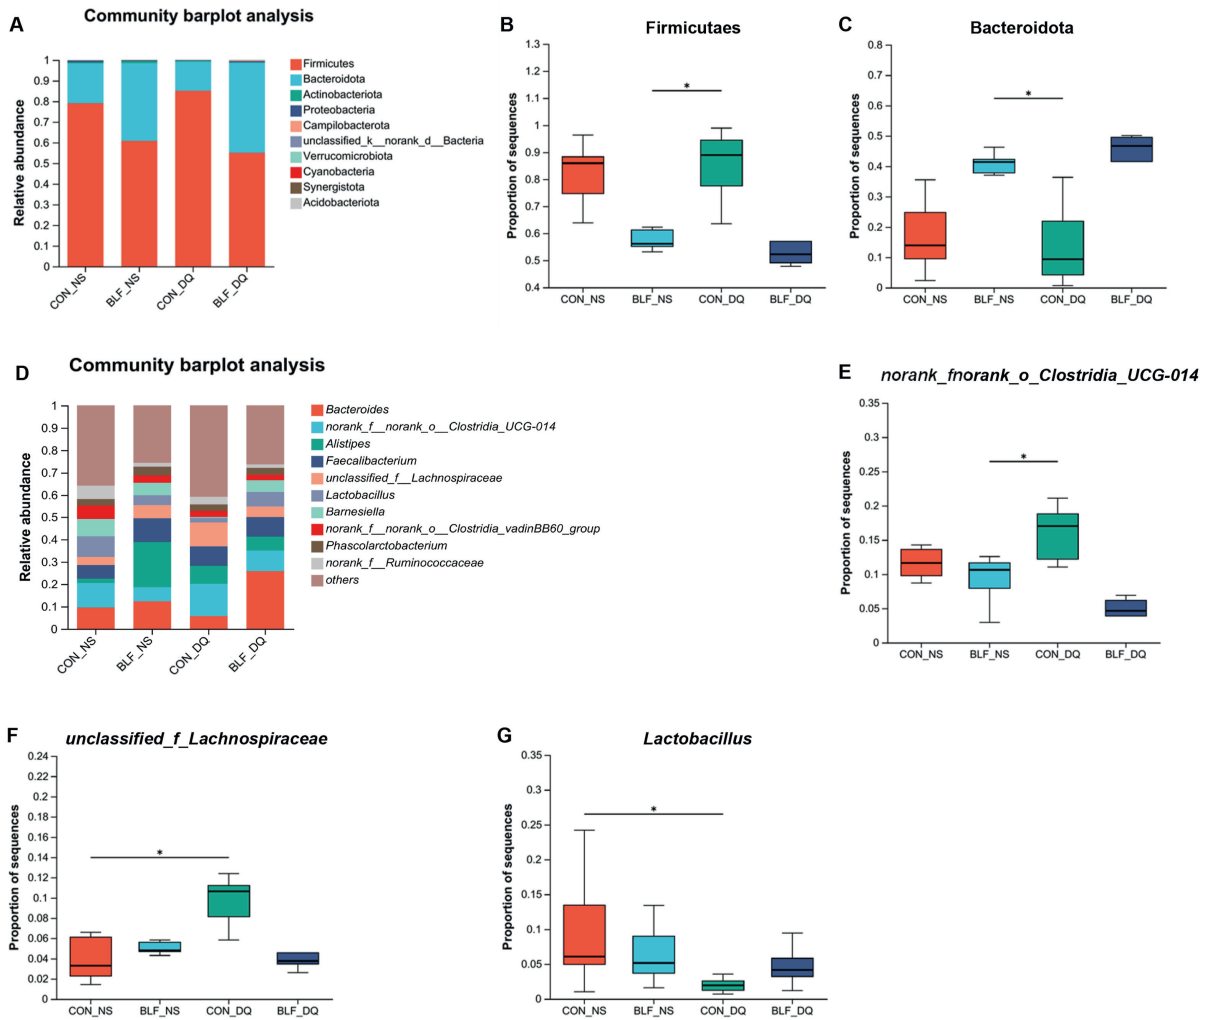 A
Community barplot analysis
Relative abundance
1
0.9
0.8
0.7
0.6
0.5
0.4
0.3
0.2
0.1
0
CON_NS
BLF_NS
CON_DQ
BLF_DQ
Firmicutes
Bacteroidota
Actinobacteriota
Proteobacteria
Campilobacterota
unclassified_k__norank_d__Bacteria
Verrucomicrobiota
Cyanobacteria
Synergistota
Acidobacteriota
B
Firmicutaes
Proportion of sequences
1.3
1.2
1.1
1
0.9
0.8
0.7
0.6
0.5
0.4
*
CON_NS
BLF_NS
CON_DQ
BLF_DQ
C
Bacteroidota
Proportion of sequences
0.8
0.7
0.6
0.5
0.4
0.3
0.2
0.1
0
*
CON_NS
BLF_NS
CON_DQ
BLF_DQ
D
Community barplot analysis
Relative abundance
1
0.9
0.8
0.7
0.6
0.5
0.4
0.3
0.2
0.1
0
CON_NS
BLF_NS
CON_DQ
BLF_DQ
Bacteroides
norank_f__norank_o__Clostridia_UCG-014
Alistipes
Faecalibacterium
unclassified_f__Lachnospiraceae
Lactobacillus
Barnesiella
norank_f__norank_o__Clostridia_vadinBB60_group
Phascolarctobacterium
norank_f__Ruminococcaceae
others
E
norank_fnorank_o_Clostridia_UCG-014
Proportion of sequences
0.35
0.3
0.25
0.2
0.15
0.1
0.05
0
*
CON_NS
BLF_NS
CON_DQ
BLF_DQ
F
unclassified_f_Lachnospiraceae
Proportion of sequences
0.24
0.22
0.2
0.18
0.16
0.14
0.12
0.1
0.08
0.06
0.04
0.02
0
*
CON_NS
BLF_NS
CON_DQ
BLF_DQ
G
Lactobacillus
Proportion of sequences
0.35
0.3
0.25
0.2
0.15
0.1
0.05
0
*
CON_NS
BLF_NS
CON_DQ
BLF_DQ